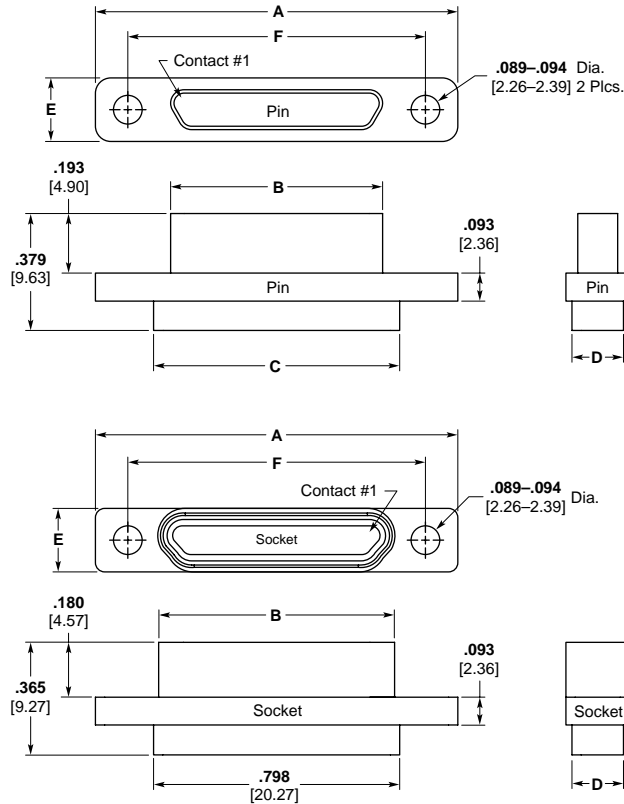 A
F
Contact #1
.089–.094 Dia.
[2.26–2.39] 2 Plcs.
E
Pin
.193
[4.90]
B
.093
[2.36]
.379
[9.63]
Pin
Pin
C
D
A
F
Contact #1
.089–.094 Dia.
[2.26–2.39]
E
Socket
.180
[4.57]
B
.093
[2.36]
.365
[9.27]
Socket
Socket
.798
[20.27]
D